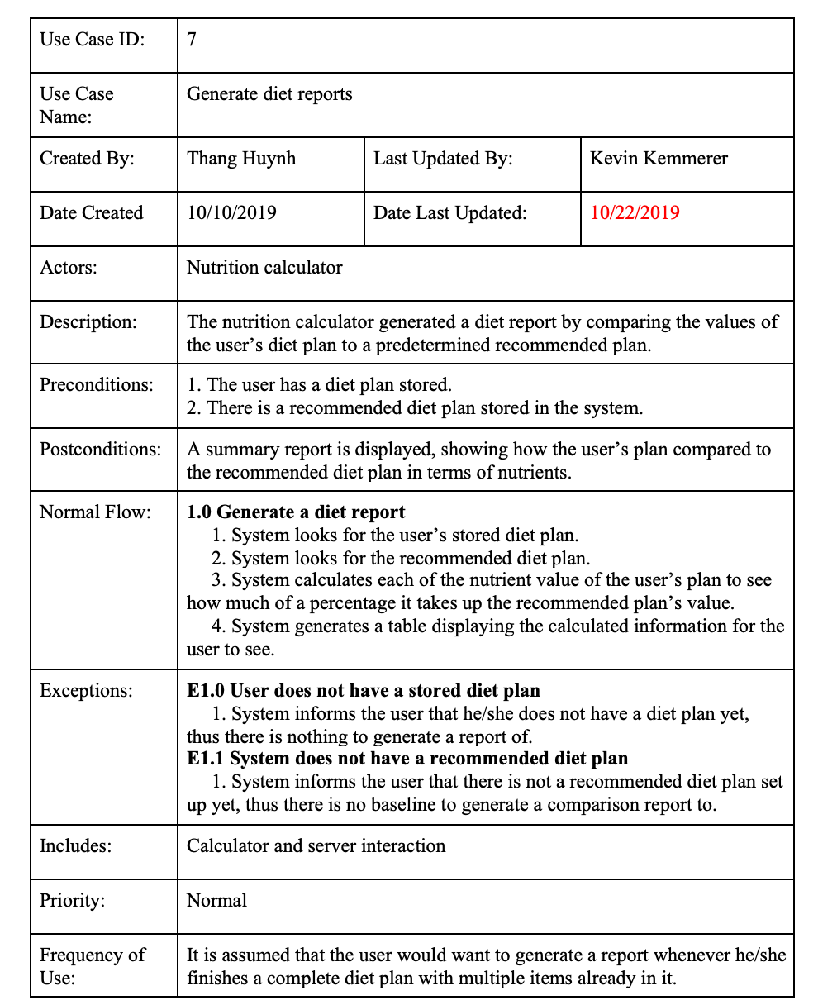 Use Case ID:
7
Use Case
Name:
Generate diet reports
Created By:
Thang Huynh
Last Updated By:
Kevin Kemmerer
Date Created
10/10/2019
Date Last Updated:
10/22/2019
Actors:
Nutrition calculator
Description:
The nutrition calculator generated a diet report by comparing the values of
the user’s diet plan to a predetermined recommended plan.
Preconditions:
1. The user has a diet plan stored.
2. There is a recommended diet plan stored in the system.
Postconditions:
A summary report is displayed, showing how the user’s plan compared to
the recommended diet plan in terms of nutrients.
Normal Flow:
1.0 Generate a diet report
1. System looks for the user’s stored diet plan.
2. System looks for the recommended diet plan.
3. System calculates each of the nutrient value of the user’s plan to see
how much of a percentage it takes up the recommended plan’s value.
4. System generates a table displaying the calculated information for the
user to see.
Exceptions:
E1.0 User does not have a stored diet plan
1. System informs the user that he/she does not have a diet plan yet,
thus there is nothing to generate a report of.
E1.1 System does not have a recommended diet plan
1. System informs the user that there is not a recommended diet plan set
up yet, thus there is no baseline to generate a comparison report to.
Includes:
Calculator and server interaction
Priority:
Normal
Frequency of
Use:
It is assumed that the user would want to generate a report whenever he/she
finishes a complete diet plan with multiple items already in it.